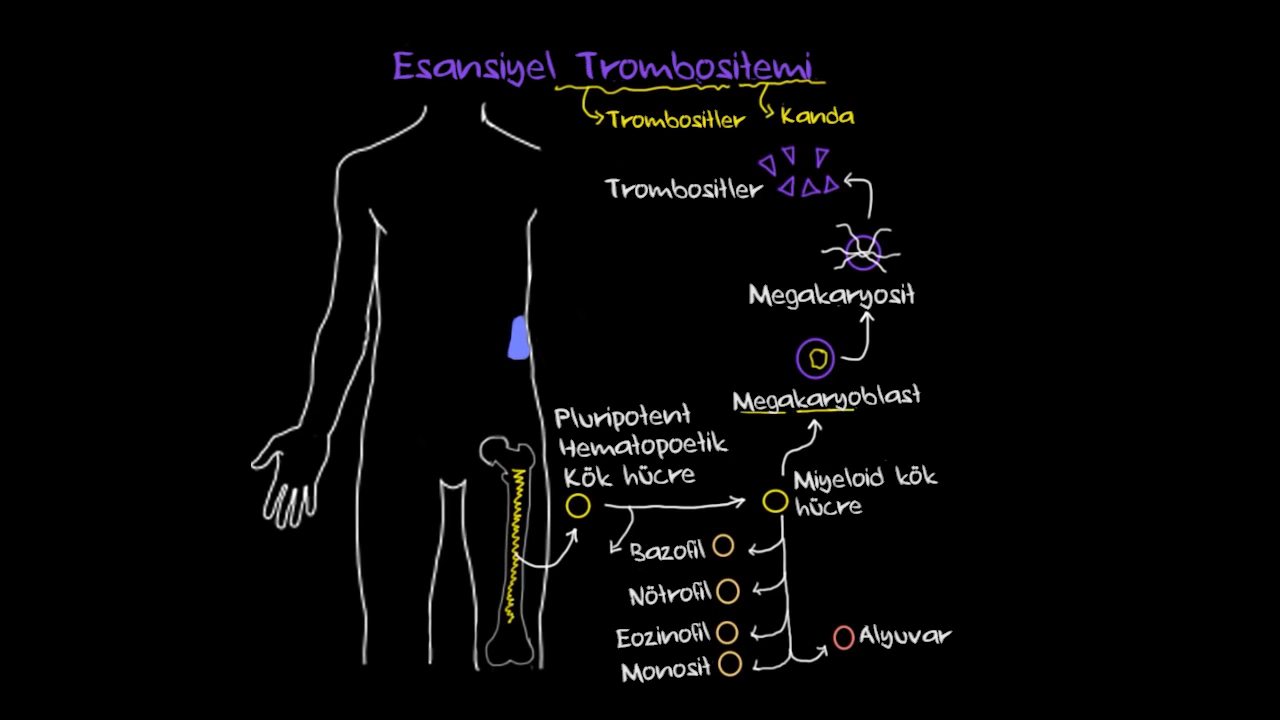 Esansiyel Trombositemi
Trombositler
Kanda
Trombositler
Megakaryosit
Megakaryoblast
Pluripotent
Hematopoetik
Kök hücre
Miyeloid kök
hücre
Bazofil
Nötrofil
Eozinofil
Monosit
Alyuvar